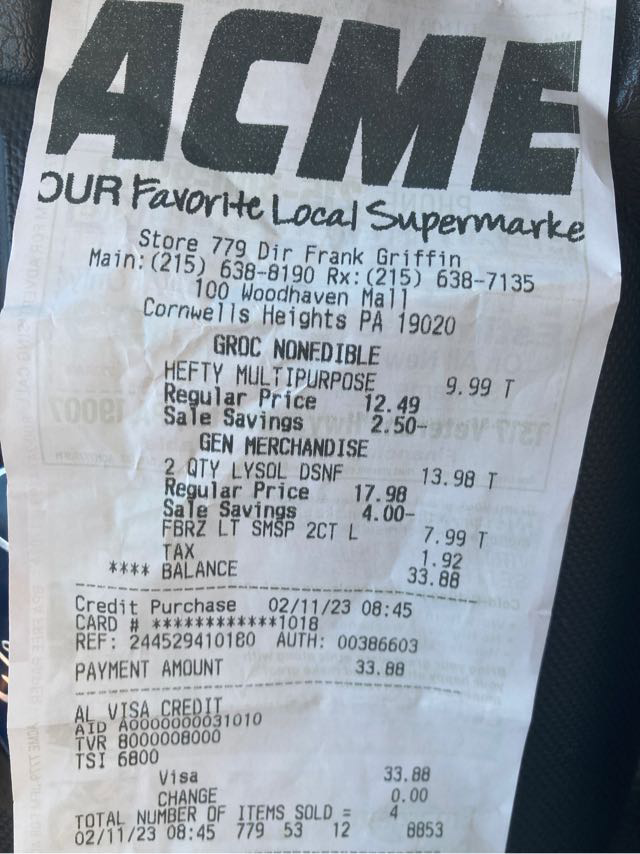 ACME
OUR Favorite Local Supermarke
Store 779 Dir Frank Griffin
Main:(215) 638-8190 Rx:(215) 638-7135
100 Woodhaven Mall
Cornwells Heights PA 19020
GROC NONEDIBLE
HEFTY MULTIPURPOSE 9.99 T
Regular Price 12.49
Sale Savings 2.50-
GEN MERCHANDISE
2 QTY LYSOL DSNF 13.98 T
Regular Price 17.98
Sale Savings 4.00-
FBRZ LT SMSP 2CT L 7.99 T
TAX 1.92
**** BALANCE 33.88
Credit Purchase 02/11/23 08:45
CARD # ************1018
REF: 244529410180 AUTH: 00386603
PAYMENT AMOUNT 33.88
AL VISA CREDIT
AID A0000000031010
TVR 8000008000
TSI 6800
Visa 33.88
CHANGE 0.00
TOTAL NUMBER OF ITEMS SOLD = 4
02/11/23 08:45 779 53 12 8853